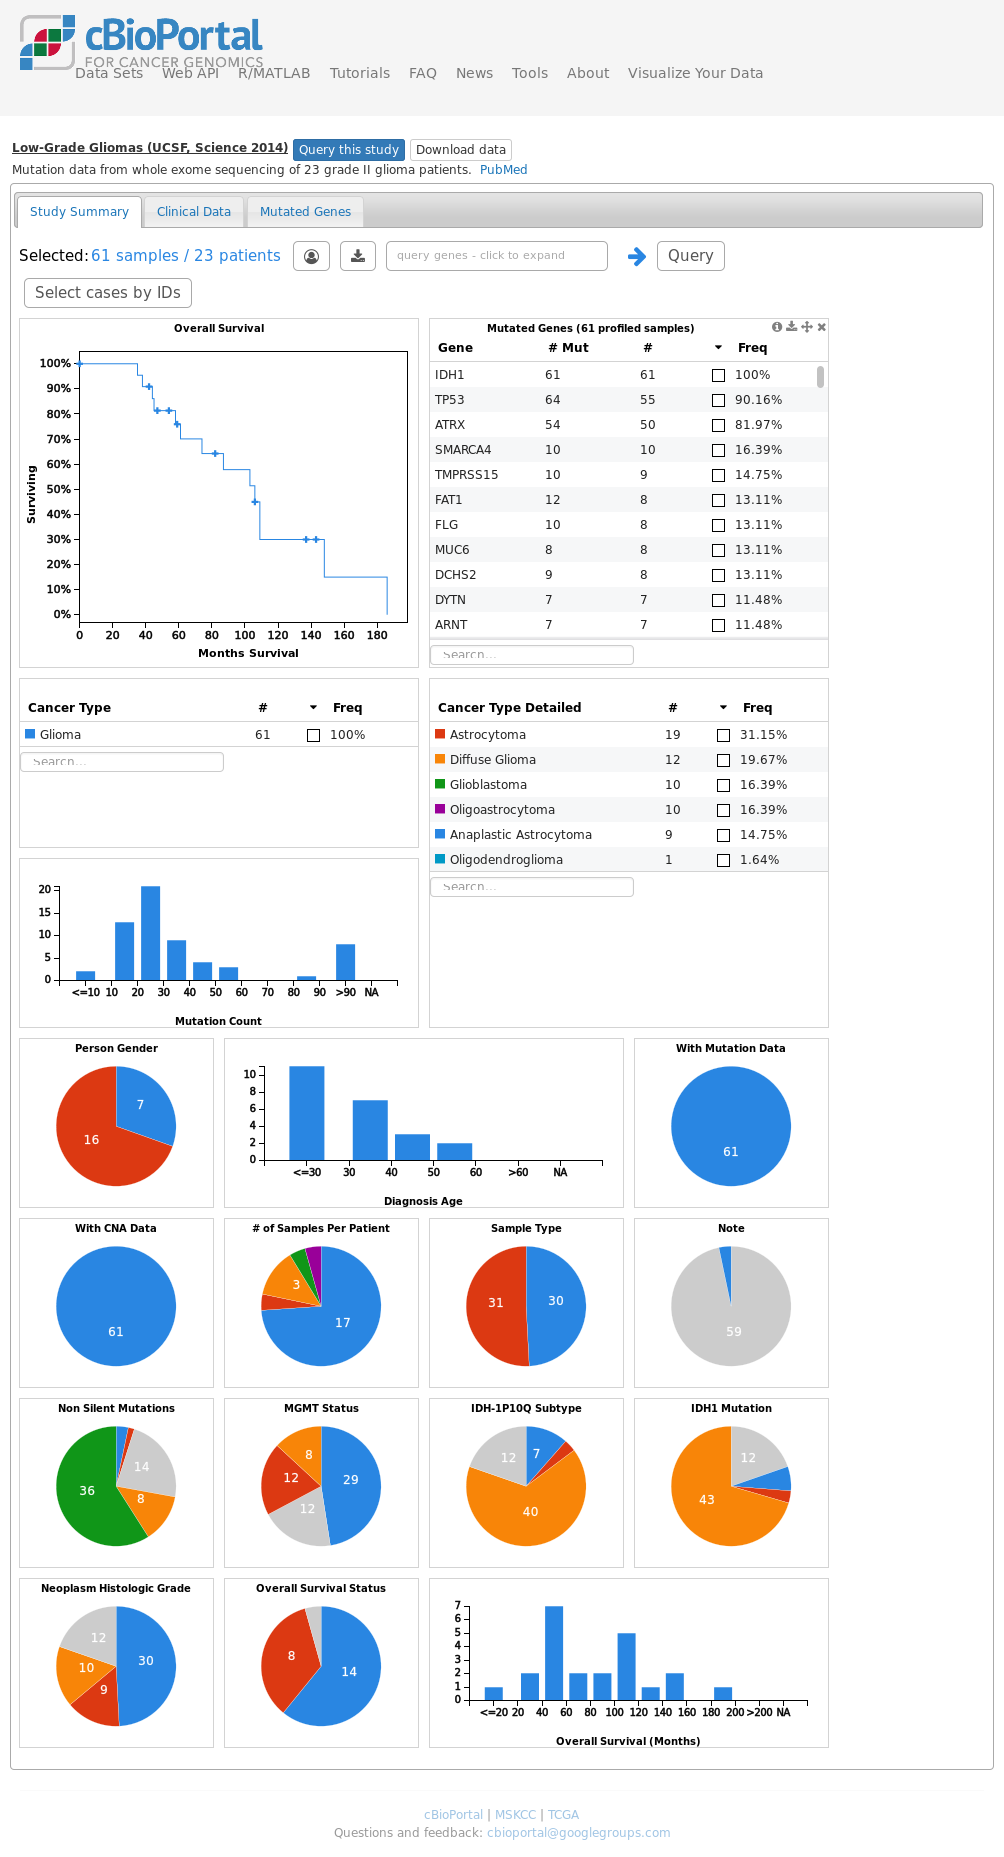 cBioPortal
FOR CANCER GENOMICS
Data Sets Web API R/MATLAB Tutorials FAQ News Tools About Visualize Your Data
Low-Grade Gliomas (UCSF, Science 2014) Query this study Download data
Mutation data from whole exome sequencing of 23 grade II glioma patients. PubMed
Study Summary Clinical Data Mutated Genes
Selected: 61 samples / 23 patients query genes - click to expand Query
Select cases by IDs
Overall Survival
100%
90%
80%
70%
60%
50%
40%
30%
20%
10%
0%
Surviving
0 20 40 60 80 100 120 140 160 180
Months Survival
Mutated Genes (61 profiled samples)
Gene # Mut # Freq
IDH1 61 61 100%
TP53 64 55 90.16%
ATRX 54 50 81.97%
SMARCA4 10 10 16.39%
TMPRSS15 10 9 14.75%
FAT1 12 8 13.11%
FLG 10 8 13.11%
MUC6 8 8 13.11%
DCHS2 9 8 13.11%
DYTN 7 7 11.48%
ARNT 7 7 11.48%
Search...
Cancer Type # Freq
Glioma 61 100%
Search...
Cancer Type Detailed # Freq
Astrocytoma 19 31.15%
Diffuse Glioma 12 19.67%
Glioblastoma 10 16.39%
Oligoastrocytoma 10 16.39%
Anaplastic Astrocytoma 9 14.75%
Oligodendroglioma 1 1.64%
Search...
20
15
10
5
0
<=10 10 20 30 40 50 60 70 80 90 >90 NA
Mutation Count
Person Gender
7
16
10
8
6
4
2
0
<=30 30 40 50 60 >60 NA
Diagnosis Age
With Mutation Data
61
With CNA Data
61
# of Samples Per Patient
3
17
Sample Type
31 30
Note
59
Non Silent Mutations
14
36
8
MGMT Status
8
12 29
12
IDH-1P10Q Subtype
12 7
40
IDH1 Mutation
12
43
Neoplasm Histologic Grade
12
30
10
9
Overall Survival Status
8
14
7
6
5
4
3
2
1
0
<=20 20 40 60 80 100 120 140 160 180 200 >200 NA
Overall Survival (Months)
cBioPortal | MSKCC | TCGA
Questions and feedback: cbioportal@googlegroups.com